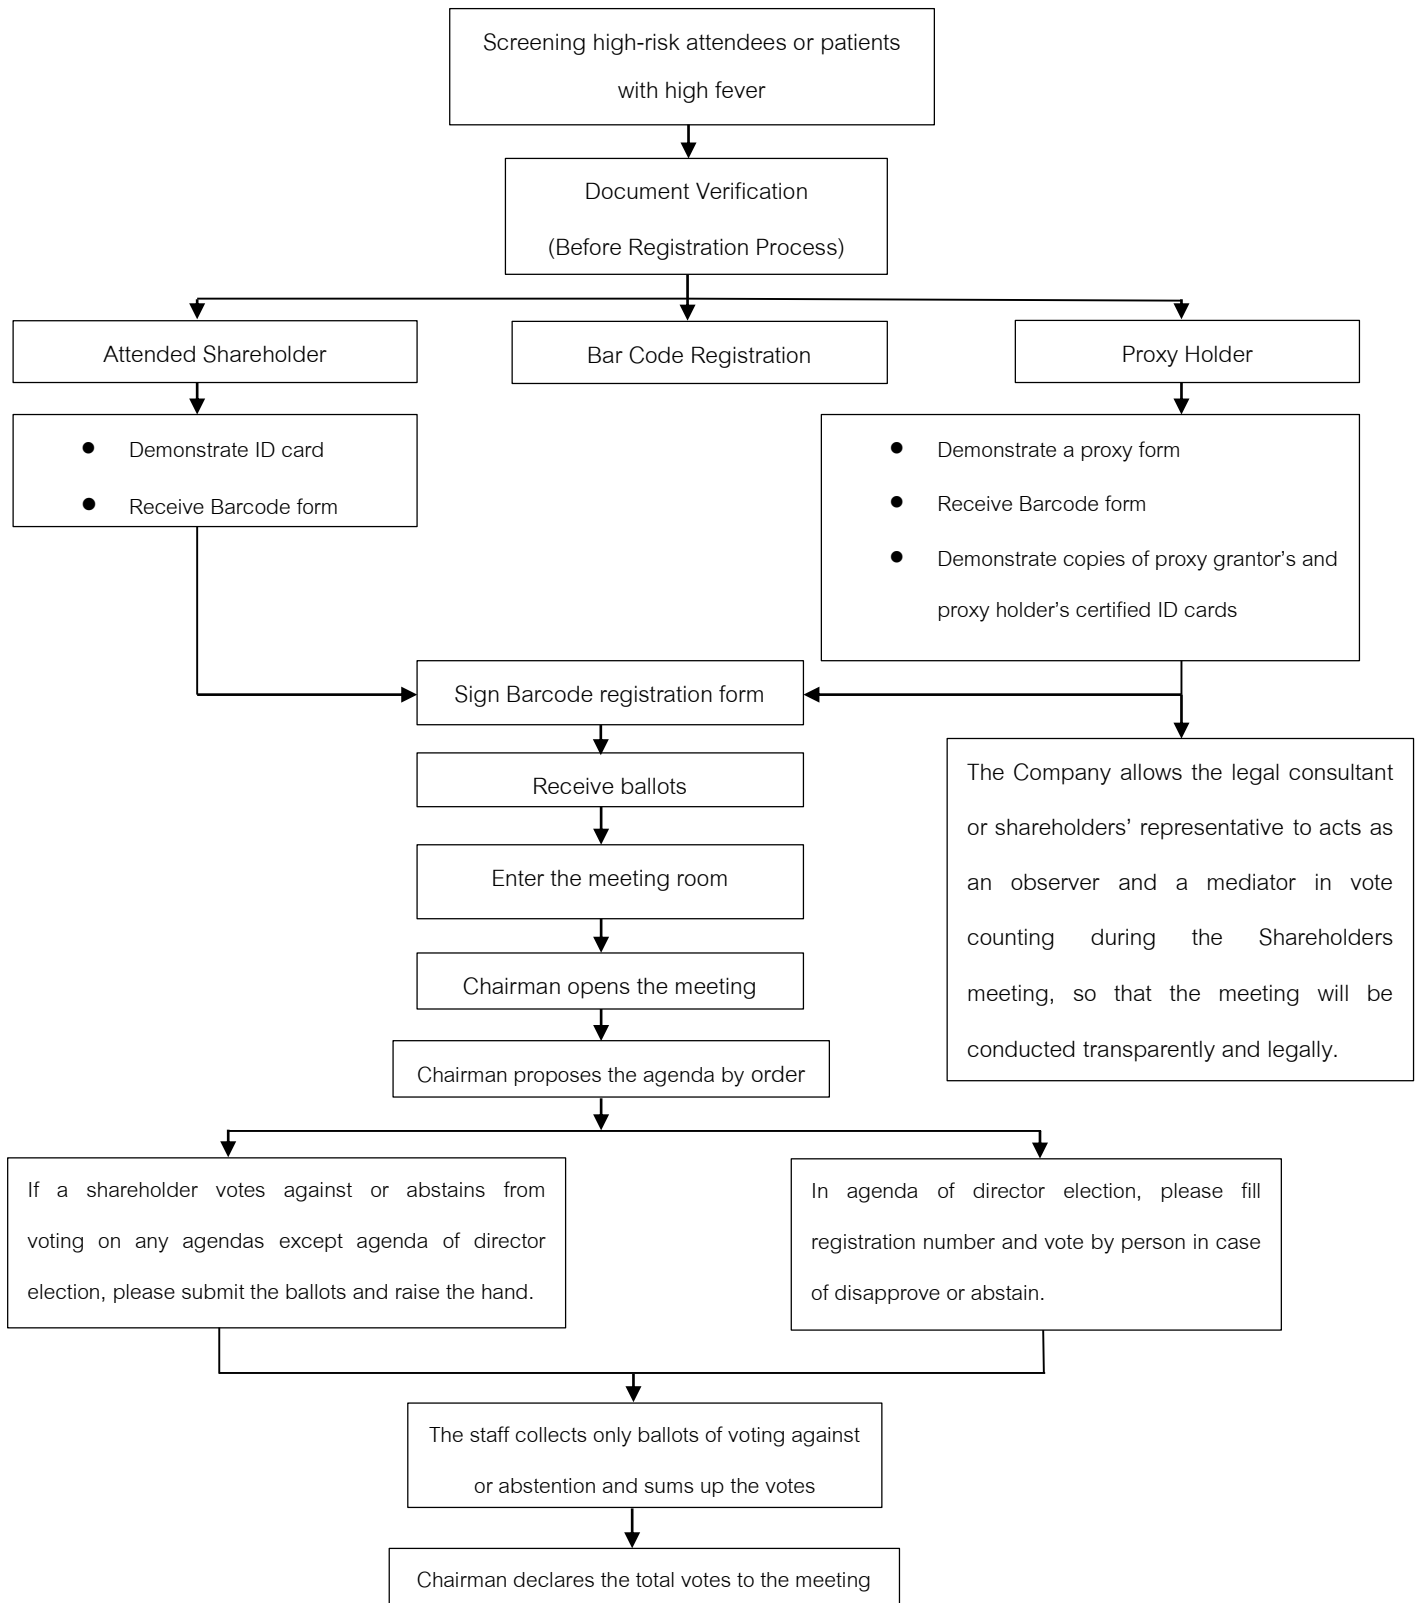 Screening high-risk attendees or patients
with high fever
Document Verification
(Before Registration Process)
Attended Shareholder
Bar Code Registration
Proxy Holder
● Demonstrate ID card
● Receive Barcode form
● Demonstrate a proxy form
● Receive Barcode form
● Demonstrate copies of proxy grantor’s and
proxy holder’s certified ID cards
Sign Barcode registration form
Receive ballots
Enter the meeting room
Chairman opens the meeting
Chairman proposes the agenda by order
The Company allows the legal consultant
or shareholders’ representative to acts as
an observer and a mediator in vote
counting during the Shareholders
meeting, so that the meeting will be
conducted transparently and legally.
If a shareholder votes against or abstains from
voting on any agendas except agenda of director
election, please submit the ballots and raise the hand.
In agenda of director election, please fill
registration number and vote by person in case
of disapprove or abstain.
The staff collects only ballots of voting against
or abstention and sums up the votes
Chairman declares the total votes to the meeting